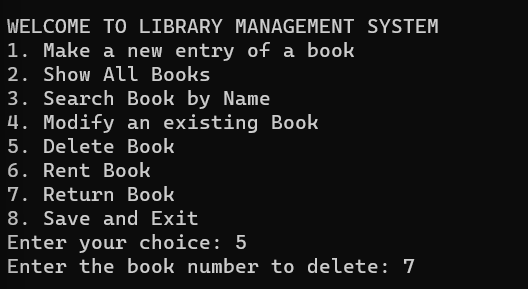 WELCOME TO LIBRARY MANAGEMENT SYSTEM
1. Make a new entry of a book
2. Show All Books
3. Search Book by Name
4. Modify an existing Book
5. Delete Book
6. Rent Book
7. Return Book
8. Save and Exit
Enter your choice: 5
Enter the book number to delete: 7